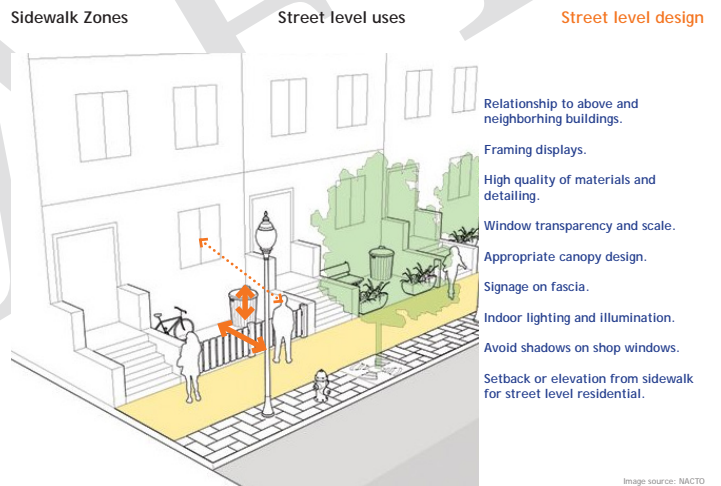 Sidewalk Zones
Street level uses
Street level design
Relationship to above and
neighborhing buildings.
Framing displays.
High quality of materials and
detailing.
Window transparency and scale.
Appropriate canopy design.
Signage on fascia.
Indoor lighting and illumination.
Avoid shadows on shop windows.
Setback or elevation from sidewalk
for street level residential.
Image source: NACTO